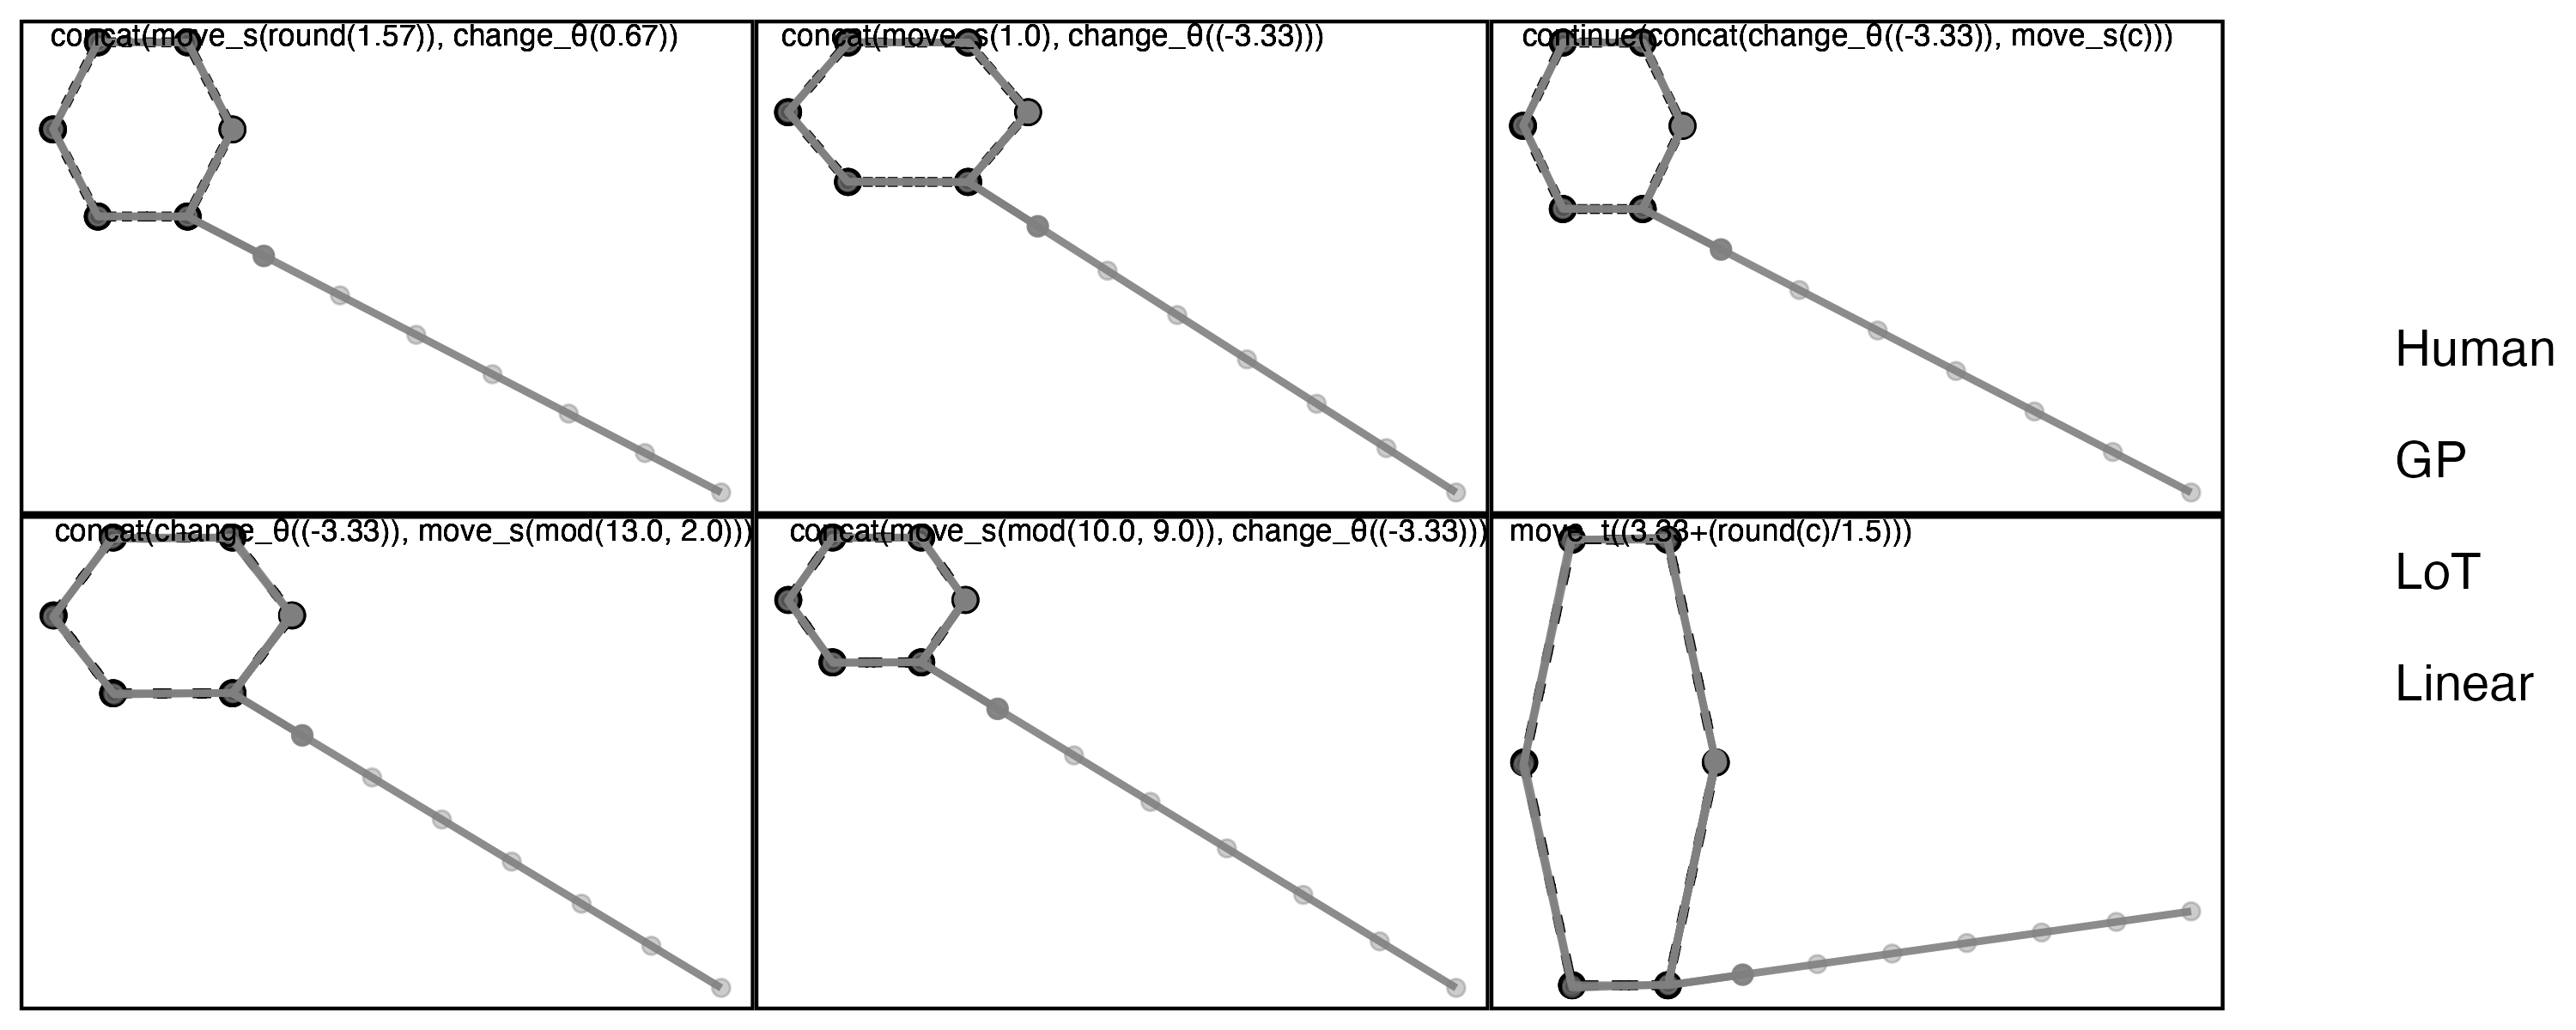 concat(move_s(round(1.57)), change_θ(0.67))
concat(move_s(1.0), change_θ((-3.33)))
continue(concat(change_θ((-3.33)), move_s(c)))
concat(change_θ((-3.33)), move_s(mod(13.0, 2.0)))
concat(move_s(mod(10.0, 9.0)), change_θ((-3.33)))
move_t((3.33+(round(c)/1.5)))
Human
GP
LoT
Linear